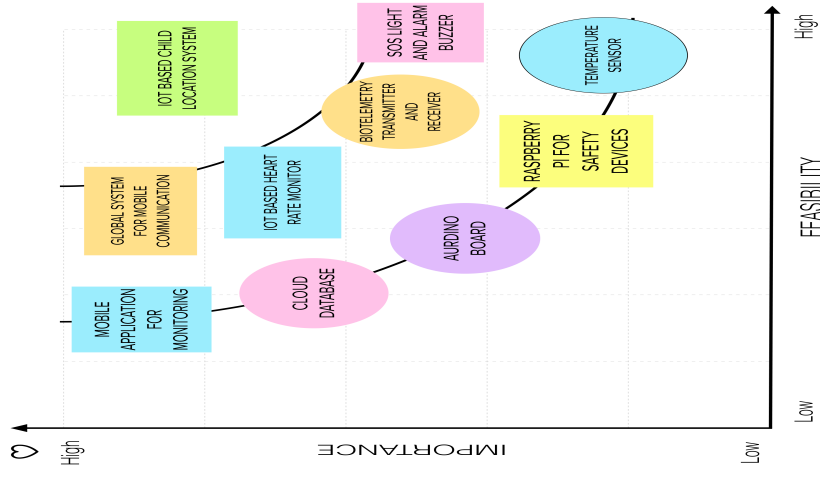 SOS LIGHT
AND ALARM
BUZZER
IOT BASED CHILD
LOCATION SYSTEM
TEMPERATURE
SENSOR
High
BIOTELEMETRY
TRANSMITTER
AND
RECEIVER
RASPBERRY
PI FOR
SAFETY
DEVICES
IOT BASED HEART
RATE MONITOR
GLOBAL SYSTEM
FOR MOBILE
COMMUNICATION
FEASIBILITY
AURDINO
BOARD
CLOUD
DATABASE
MOBILE
APPLICATION
FOR
MONITORING
Low
High
IMPORTANCE
Low